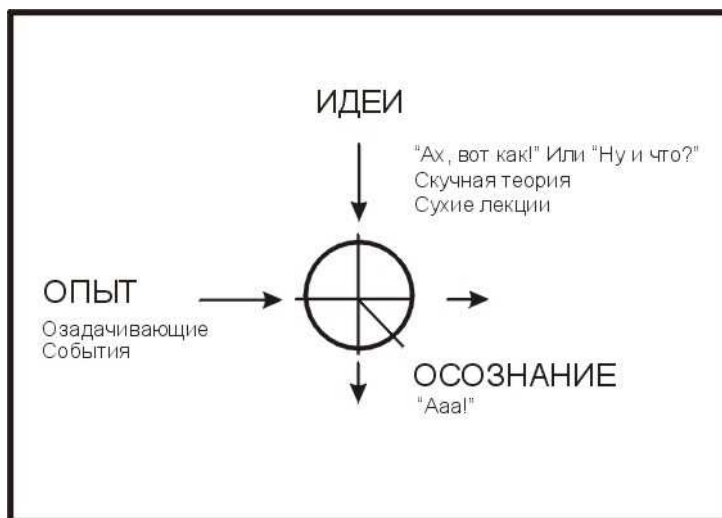 ИДЕИ
“Ах, вот как!” Или “Ну и что?”
Скучная теория
Сухие лекции
ОПЫТ
Озадачивающие
События
ОСОЗНАНИЕ
“Ааа!”